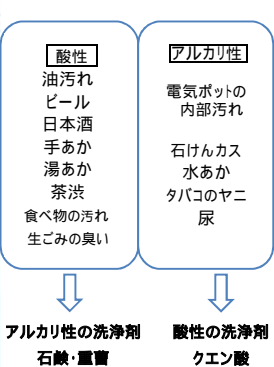 酸性
油汚れ
ビール
日本酒
手あか
湯あか
茶渋
食べ物の汚れ
生ごみの臭い
アルカリ性の洗浄剤
石鹸・重曹
アルカリ性
電気ポットの
内部汚れ
石けんカス
水あか
タバコのヤニ
尿
酸性の洗浄剤
クエン酸